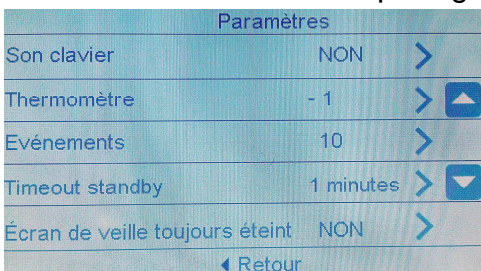 Paramètres
Son clavier NON
Thermomètre - 1
Evénements 10
Timeout standby 1 minutes
Écran de veille toujours éteint NON
Retour